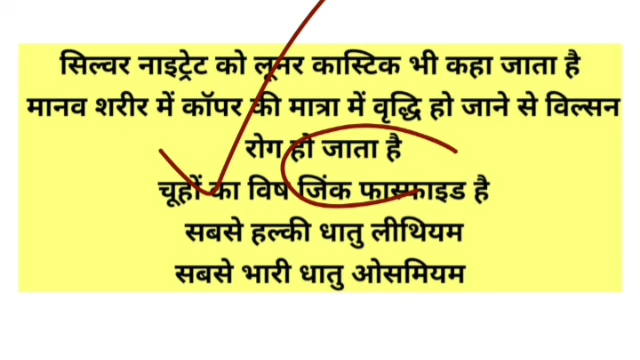 सिल्वर नाइट्रेट को लूनर कास्टिक भी कहा जाता है
मानव शरीर में कॉपर की मात्रा में वृद्धि हो जाने से विल्सन
रोग हो जाता है
चूहों का विष जिंक फास्फाइड है
सबसे हल्की धातु लीथियम
सबसे भारी धातु ओसमियम